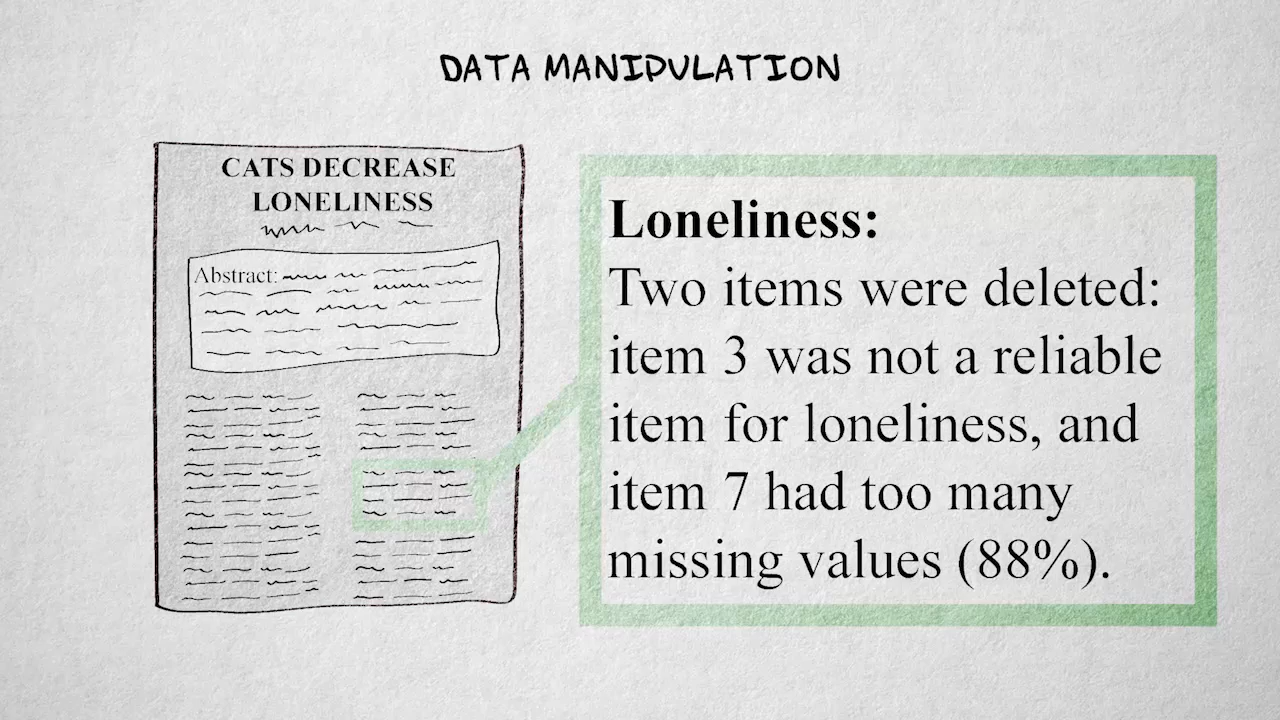 DATA MANIPULATION
CATS DECREASE
LONELINESS
Abstract:
Loneliness:
Two items were deleted:
item 3 was not a reliable
item for loneliness, and
item 7 had too many
missing values (88%).